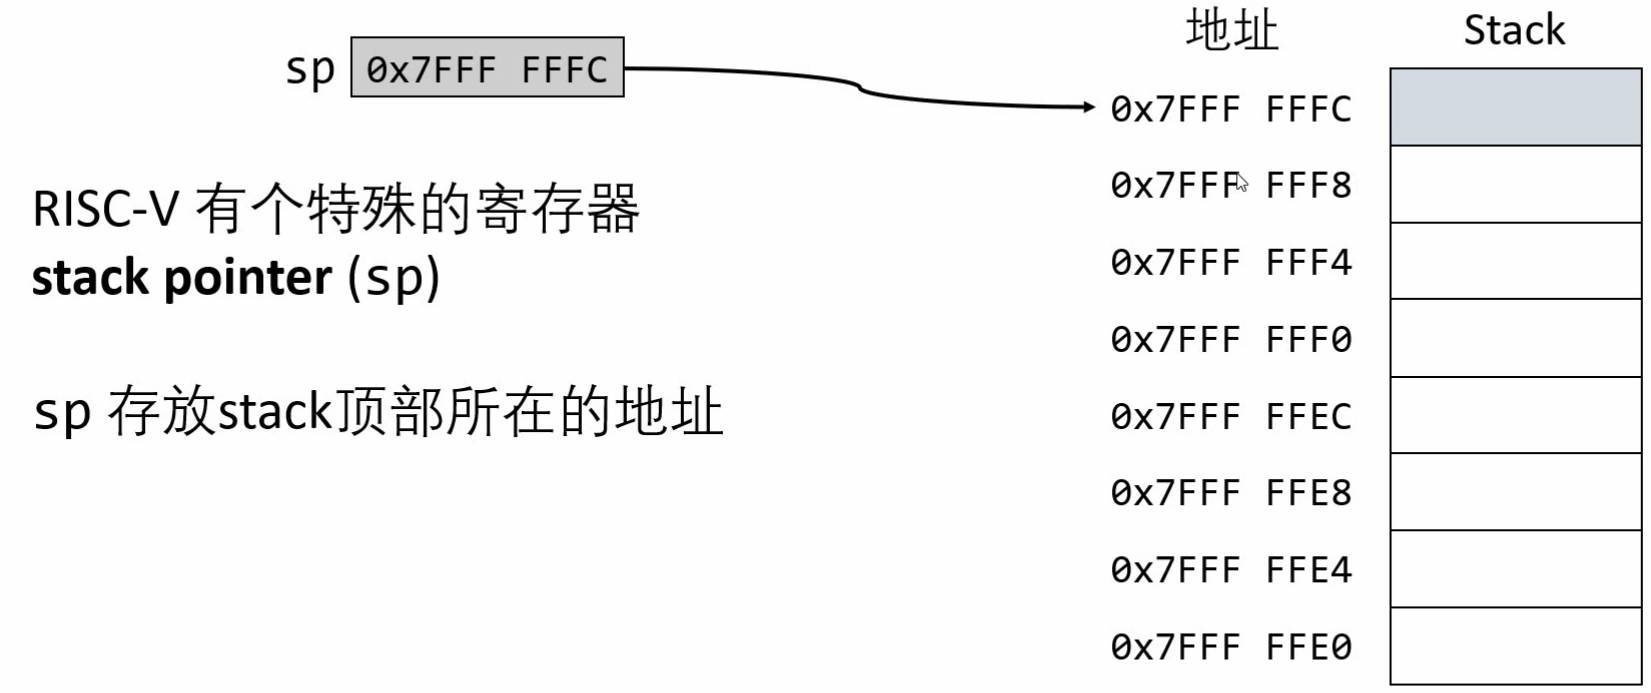 sp 0x7FFF FFFC
RISC-V 有个特殊的寄存器
stack pointer (sp)
sp 存放stack顶部所在的地址
地址 Stack
0x7FFF FFFC
0x7FFF FFF8
0x7FFF FFF4
0x7FFF FFF0
0x7FFF FFEC
0x7FFF FFE8
0x7FFF FFE4
0x7FFF FFE0